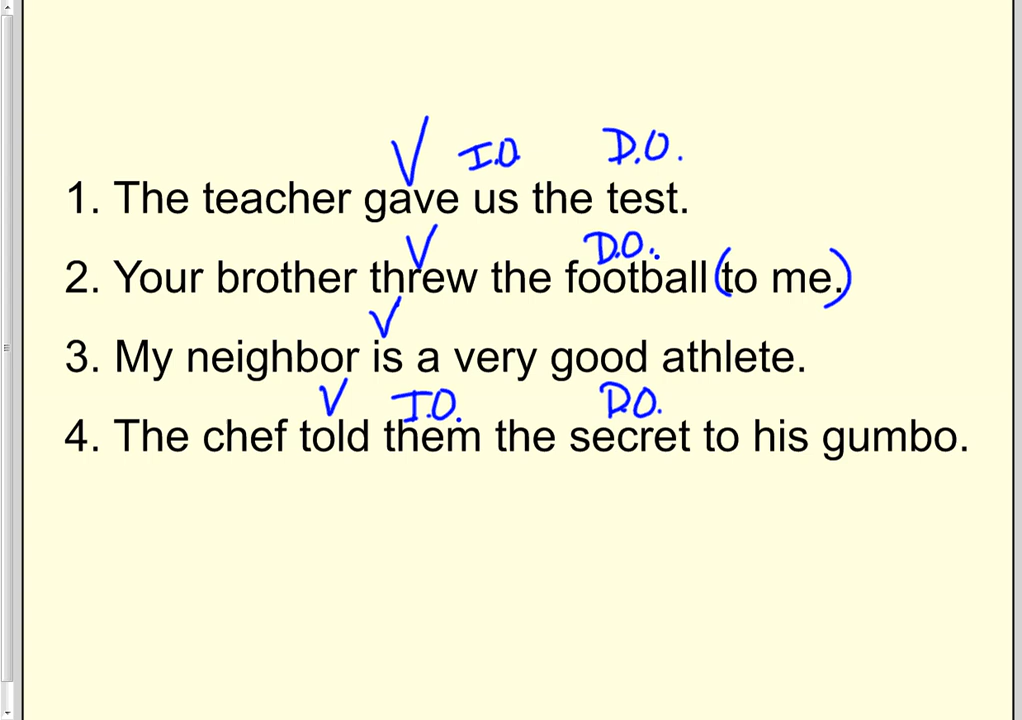 V I.O. D.O.
1. The teacher gave us the test.
V D.O.
2. Your brother threw the football (to me.)
V
3. My neighbor is a very good athlete.
V I.O. D.O.
4. The chef told them the secret to his gumbo.